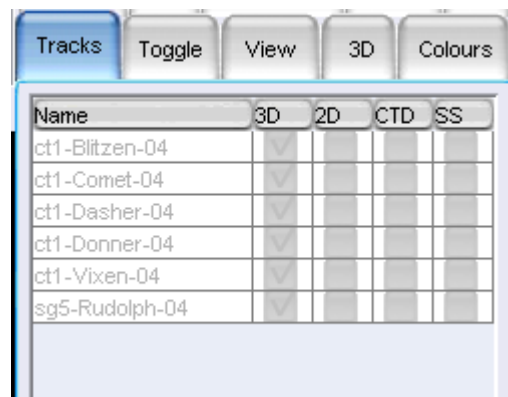 Tracks Toggle View 3D Colours
Name 3D 2D CTD SS
ct1-Blitzen-04
ct1-Comet-04
ct1-Dasher-04
ct1-Donner-04
ct1-Vixen-04
sg5-Rudolph-04